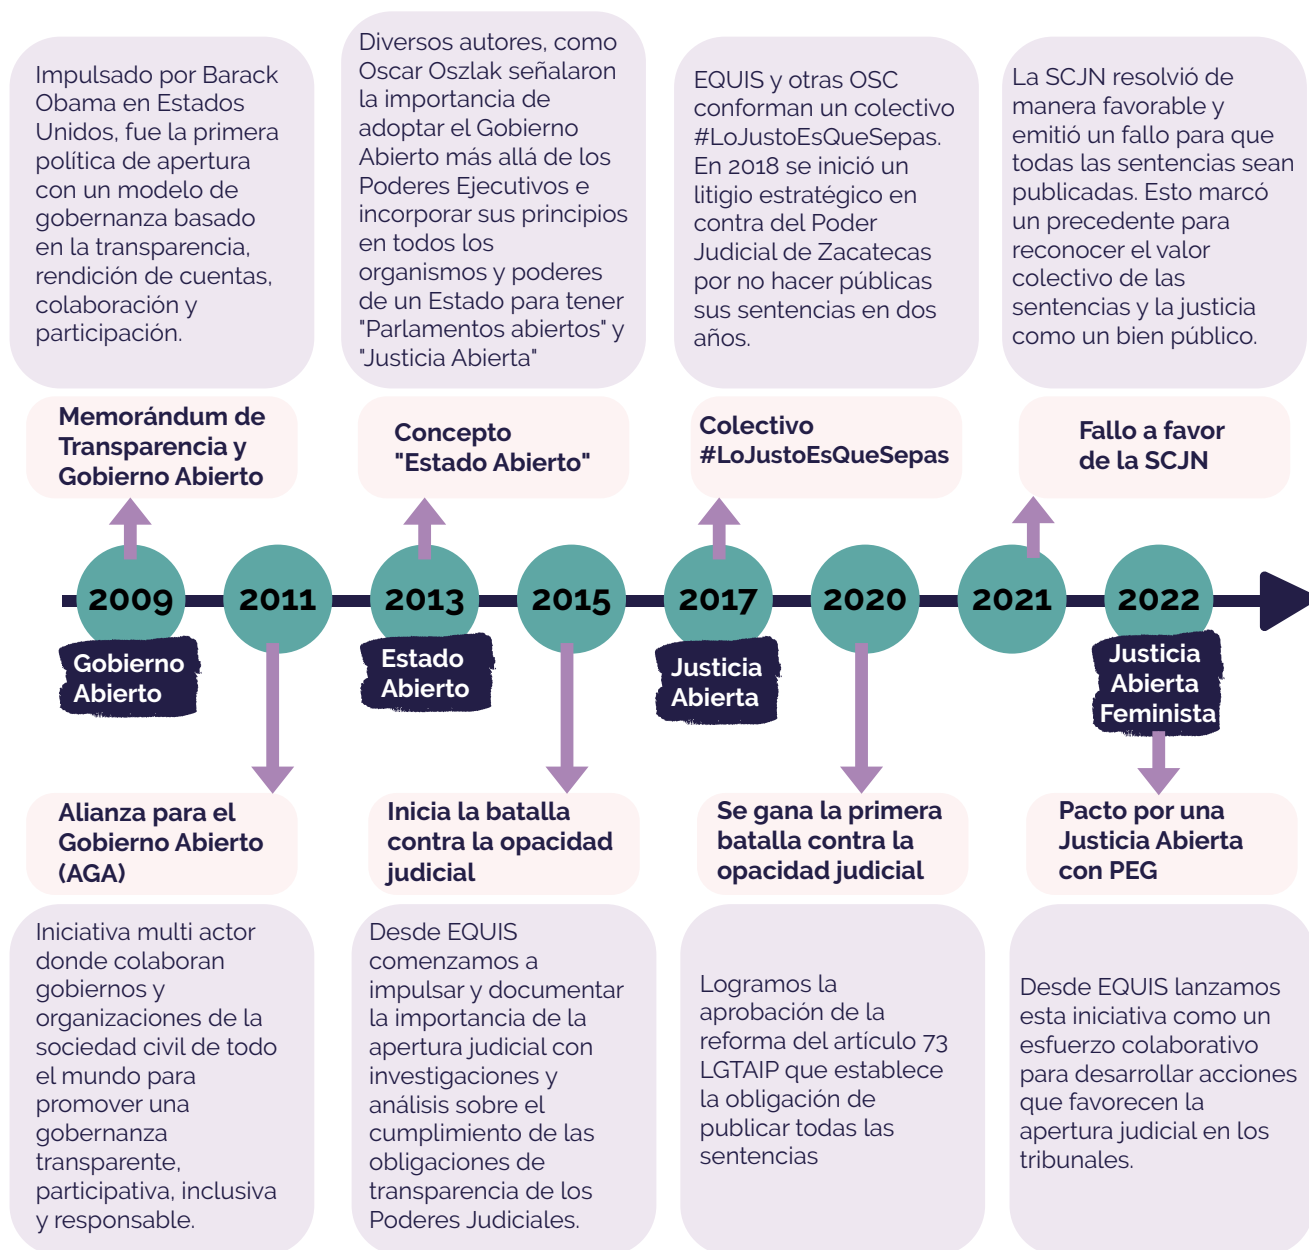 Impulsado por Barack
Obama en Estados
Unidos, fue la primera
política de apertura
con un modelo de
gobernanza basado
en la transparencia,
rendición de cuentas,
colaboración y
participación.
Diversos autores, como
Oscar Oszlak señalaron
la importancia de
adoptar el Gobierno
Abierto más allá de los
Poderes Ejecutivos e
incorporar sus principios
en todos los
organismos y poderes
de un Estado para tener
"Parlamentos abiertos" y
"Justicia Abierta"
EQUIS y otras OSC
conforman un colectivo
#LoJustoEsQueSepas.
En 2018 se inició un
litigio estratégico en
contra del Poder
Judicial de Zacatecas
por no hacer públicas
sus sentencias en dos
años.
La SCJN resolvió de
manera favorable y
emitió un fallo para que
todas las sentencias sean
publicadas. Esto marcó
un precedente para
reconocer el valor
colectivo de las
sentencias y la justicia
como un bien público.
Memorándum de
Transparencia y
Gobierno Abierto
Concepto
"Estado Abierto"
Colectivo
#LoJustoEsQueSepas
Fallo a favor
de la SCJN
2009
2011
2013
2015
2017
2020
2021
2022
Gobierno
Abierto
Estado
Abierto
Justicia
Abierta
Justicia
Abierta
Feminista
Alianza para el
Gobierno Abierto
(AGA)
Inicia la batalla
contra la opacidad
judicial
Se gana la primera
batalla contra la
opacidad judicial
Pacto por una
Justicia Abierta
con PEG
Iniciativa multi actor
donde colaboran
gobiernos y
organizaciones de la
sociedad civil de todo
el mundo para
promover una
gobernanza
transparente,
participativa, inclusiva
y responsable.
Desde EQUIS
comenzamos a
impulsar y documentar
la importancia de la
apertura judicial con
investigaciones y
análisis sobre el
cumplimiento de las
obligaciones de
transparencia de los
Poderes Judiciales.
Logramos la
aprobación de la
reforma del artículo 73
LGTAIP que establece
la obligación de
publicar todas las
sentencias
Desde EQUIS lanzamos
esta iniciativa como un
esfuerzo colaborativo
para desarrollar acciones
que favorecen la
apertura judicial en los
tribunales.